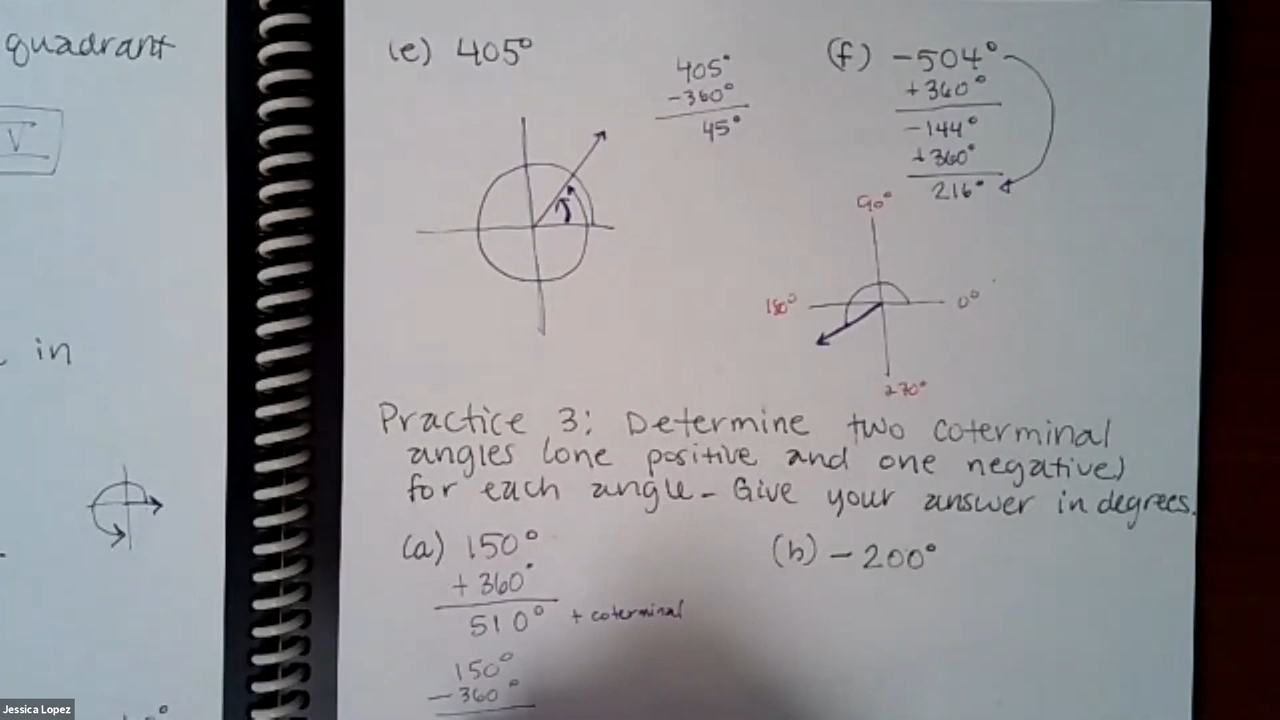 quadrant
V
in
(e) 405°
405°
-360°
45°
(f) -504°
+360°
-144°
+360°
216°
90°
180°
0°
270°
Practice 3: Determine two coterminal
angles (one positive and one negative)
for each angle. Give your answer in degrees.
(a) 150°
+360°
510° + coterminal
150°
-360°
(b) -200°
Jessica Lopez